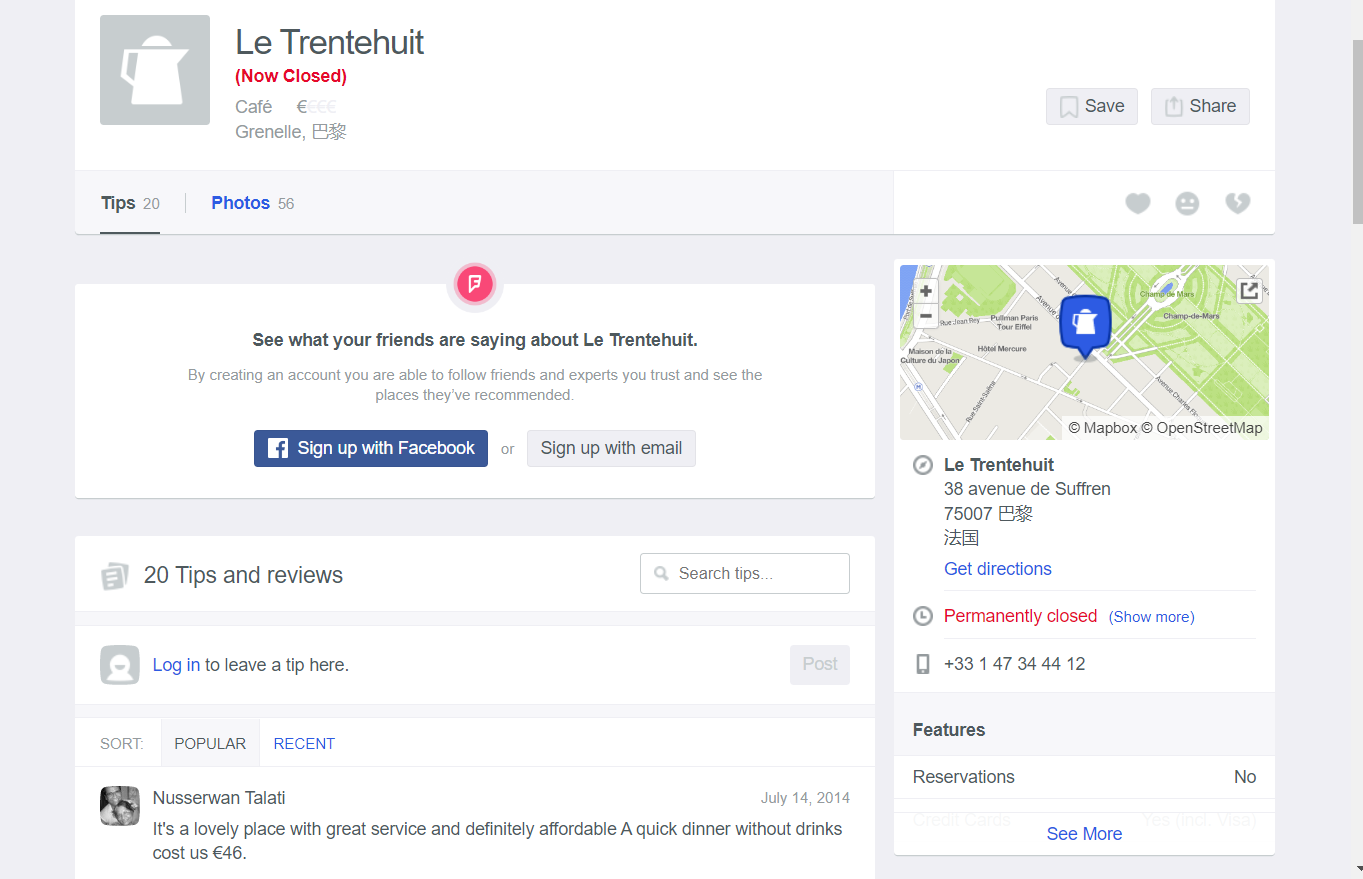 Le Trentehuit
(Now Closed)
Café €€€€
Grenelle, 巴黎
Save
Share
Tips 20
Photos 56
See what your friends are saying about Le Trentehuit.
By creating an account you are able to follow friends and experts you trust and see the
places they’ve recommended.
Sign up with Facebook or Sign up with email
20 Tips and reviews
Search tips...
Log in to leave a tip here.
Post
SORT: POPULAR RECENT
Nusserwan Talati
July 14, 2014
It's a lovely place with great service and definitely affordable A quick dinner without drinks
cost us €46.
+
−
Champ de Mars
Champ-de-Mars
Rue Jean Rey
Pullman Paris
Tour Eiffel
Hôtel Mercure
Maison de la
Culture du Japon
© Mapbox © OpenStreetMap
Le Trentehuit
38 avenue de Suffren
75007 巴黎
法国
Get directions
Permanently closed (Show more)
+33 1 47 34 44 12
Features
Reservations No
Credit Cards Yes (incl. Visa)
See More